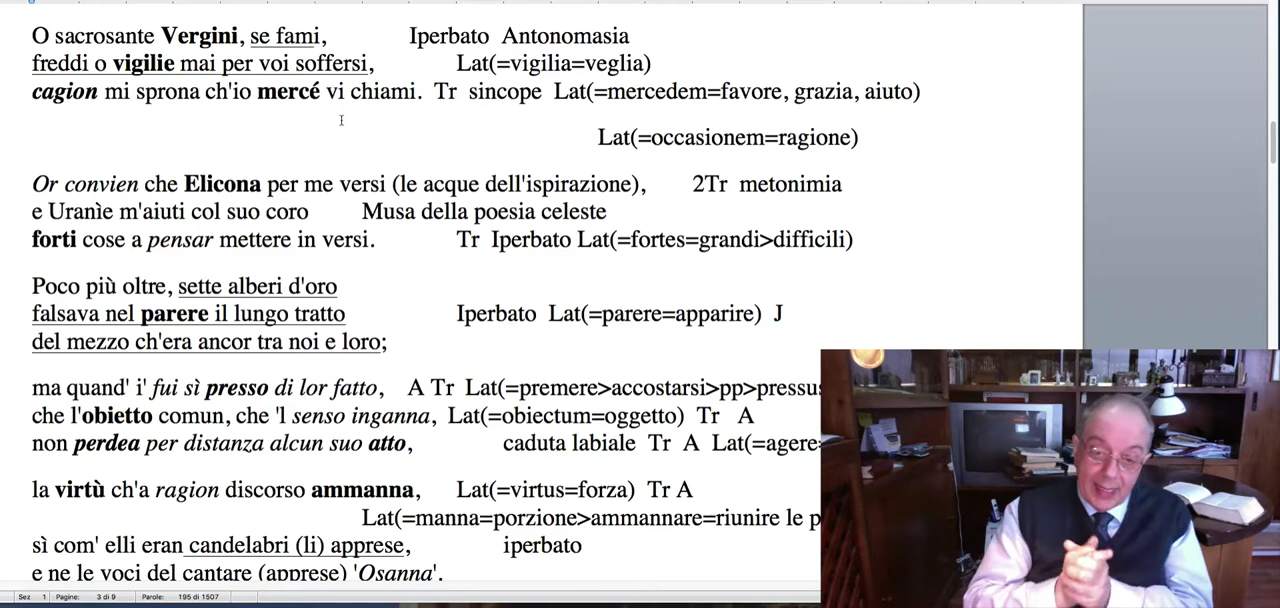 O sacrosante Vergini, se fami, Iperbato Antonomasia
freddi o vigilie mai per voi soffersi, Lat(=vigilia=veglia)
cagion mi sprona ch'io mercé vi chiami. Tr sincope Lat(=mercedem=favore, grazia, aiuto)
Lat(=occasionem=ragione)
Or convien che Elicona per me versi (le acque dell'ispirazione), 2Tr metonimia
e Uranìe m'aiuti col suo coro Musa della poesia celeste
forti cose a pensar mettere in versi. Tr Iperbato Lat(=fortes=grandi>difficili)
Poco più oltre, sette alberi d'oro
falsava nel parere il lungo tratto Iperbato Lat(=parere=apparire) J
del mezzo ch'era ancor tra noi e loro;
ma quand' i' fui sì presso di lor fatto, A Tr Lat(=premere>accostarsi>pp>pressus
che l'obietto comun, che 'l senso inganna, Lat(=obiectum=oggetto) Tr A
non perdea per distanza alcun suo atto, caduta labiale Tr A Lat(=agere=
la virtù ch'a ragion discorso ammanna, Lat(=virtus=forza) Tr A
Lat(=manna=porzione>ammannare=riunire le p
sì com' elli eran candelabri (li) apprese, iperbato
e ne le voci del cantare (apprese) 'Osanna'.
Sez 1 Pagine: 3 di 9 Parole: 195 di 1507